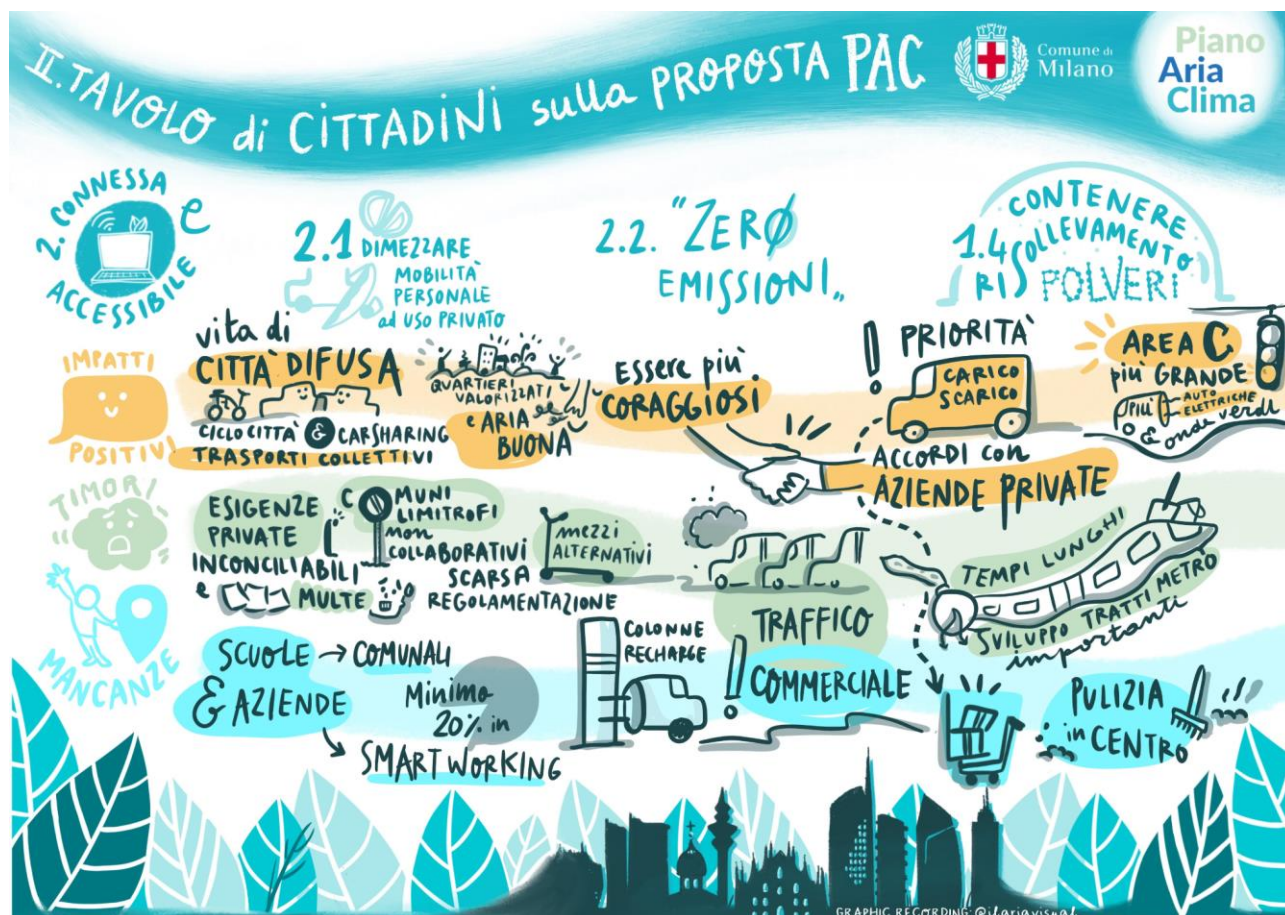 II. TAVOLO di CITTADINI sulla PROPOSTA PAC
Comune di
Milano
Piano
Aria
Clima
2. CONNESSA
e
ACCESSIBILE
2.1 DIMEZZARE
MOBILITÀ
PERSONALE
ad USO PRIVATO
2.2. "ZERO
EMISSIONI"
1.4 CONTENERE
RISOLLEVAMENTO
POLVERI
IMPATTI
POSITIVI
vita di
CITTÀ DIFUSA
CICLO CITTÀ & CARSHARING
TRASPORTI COLLETTIVI
QUARTIERI
VALORIZZATI
e ARIA
BUONA
Essere più
CORAGGIOSI
! PRIORITÀ
CARICO
SCARICO
ACCORDI con
AZIENDE PRIVATE
AREA C
più GRANDE
PIÙ AUTO
ELETTRICHE
& onde verdi
TIMORI
ESIGENZE
PRIVATE
INCONCILIABILI
e MULTE
COMUNI
LIMITROFI
non
COLLABORATIVI
SCARSA
REGOLAMENTAZIONE
mezzi
ALTERNATIVI
TRAFFICO
TEMPI LUNGHI
SVILUPPO TRATTI METRÒ
importanti
MANCANZE
SCUOLE → COMUNALI
& AZIENDE
Minimo
20% in
SMART WORKING
COLONNE
RECHARGE
! COMMERCIALE
PULIZIA
in CENTRO
GRAPHIC RECORDING @ilariavisual